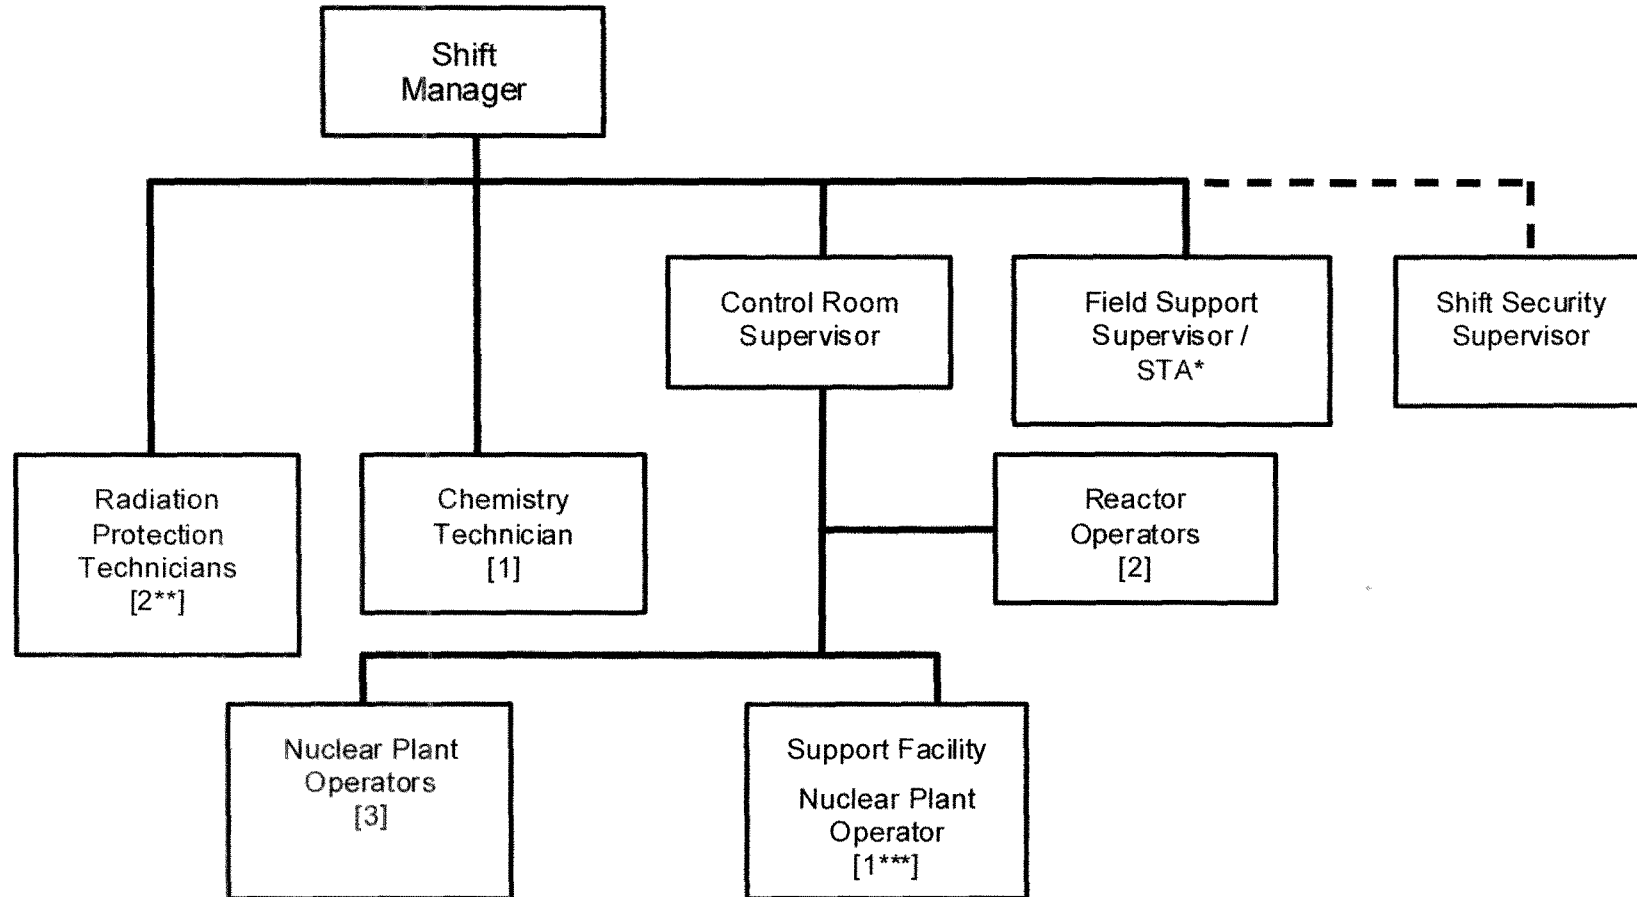 Shift
Manager
Control Room
Supervisor
Field Support
Supervisor /
STA*
Shift Security
Supervisor
Radiation
Protection
Technicians
[2**]
Chemistry
Technician
[1]
Reactor
Operators
[2]
Nuclear Plant
Operators
[3]
Support Facility
Nuclear Plant
Operator
[1***]